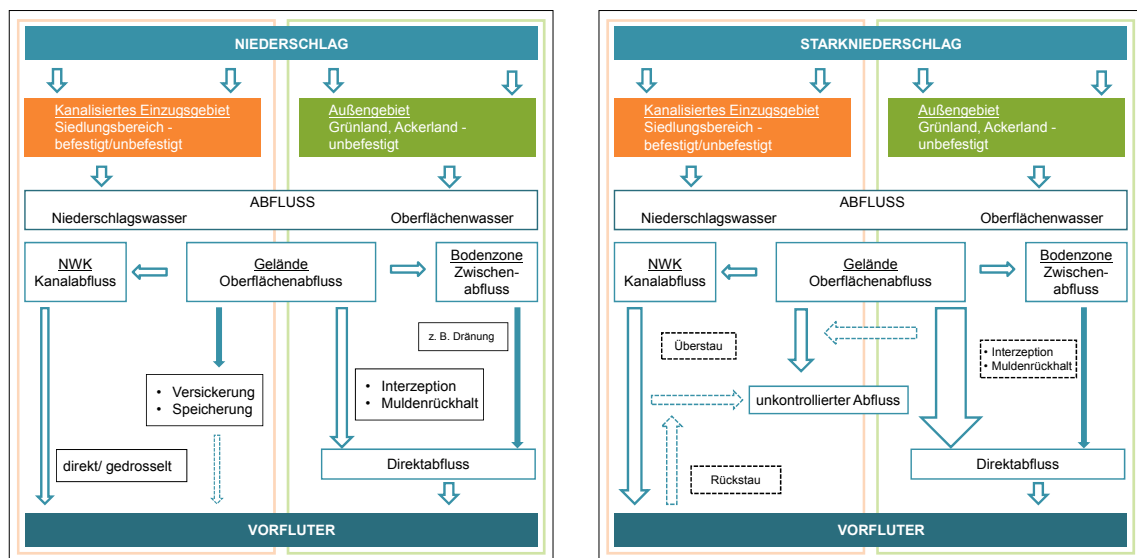 NIEDERSCHLAG
Kanalisiertes Einzugsgebiet
Siedlungsbereich -
befestigt/unbefestigt
Außengebiet
Grünland, Ackerland -
unbefestigt
ABFLUSS
Niederschlagswasser
Oberflächenwasser
NWK
Kanalabfluss
Gelände
Oberflächenabfluss
Bodenzone
Zwischen-
abfluss
z. B. Dränung
• Versickerung
• Speicherung
• Interzeption
• Muldenrückhalt
direkt/ gedrosselt
Direktabfluss
VORFLUTER
STARKNIEDERSCHLAG
Kanalisiertes Einzugsgebiet
Siedlungsbereich -
befestigt/unbefestigt
Außengebiet
Grünland, Ackerland -
unbefestigt
ABFLUSS
Niederschlagswasser
Oberflächenwasser
NWK
Kanalabfluss
Gelände
Oberflächenabfluss
Bodenzone
Zwischen-
abfluss
Überstau
• Interzeption
• Muldenrückhalt
unkontrollierter Abfluss
Direktabfluss
Rückstau
VORFLUTER